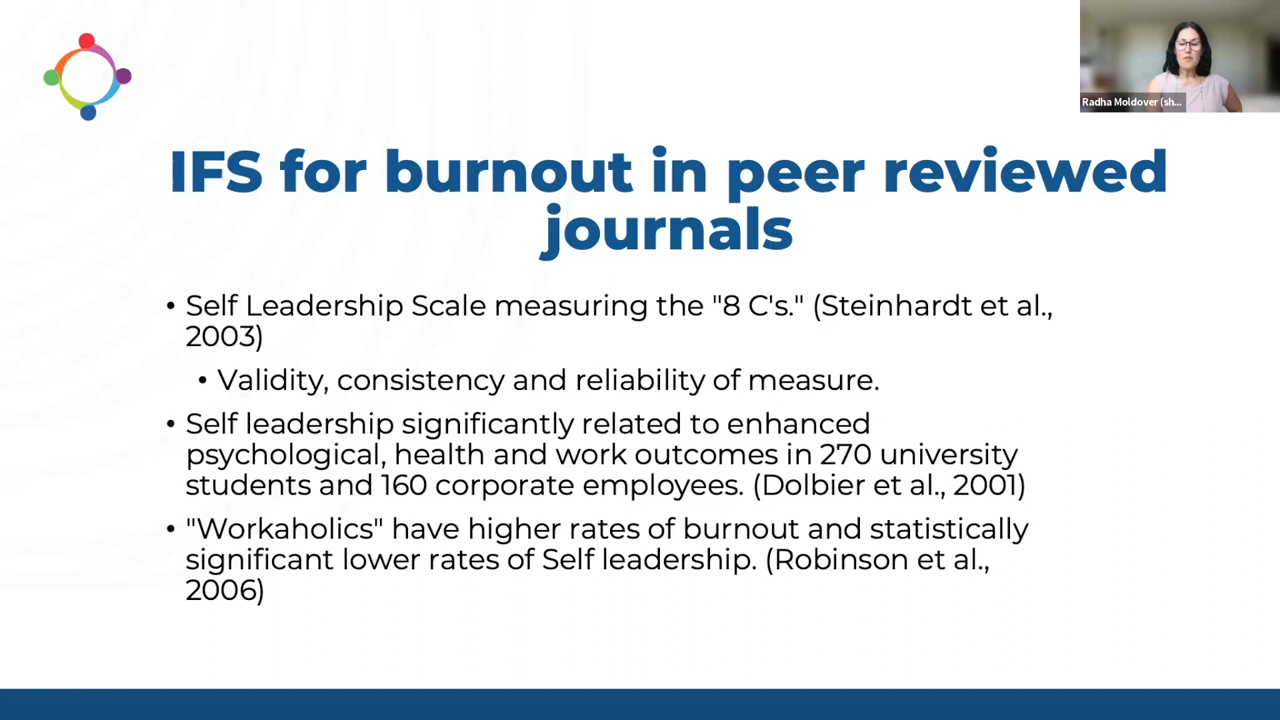 Radha Moldover (sh...
IFS for burnout in peer reviewed
journals
• Self Leadership Scale measuring the "8 C's." (Steinhardt et al.,
2003)
• Validity, consistency and reliability of measure.
• Self leadership significantly related to enhanced
psychological, health and work outcomes in 270 university
students and 160 corporate employees. (Dolbier et al., 2001)
• "Workaholics" have higher rates of burnout and statistically
significant lower rates of Self leadership. (Robinson et al.,
2006)